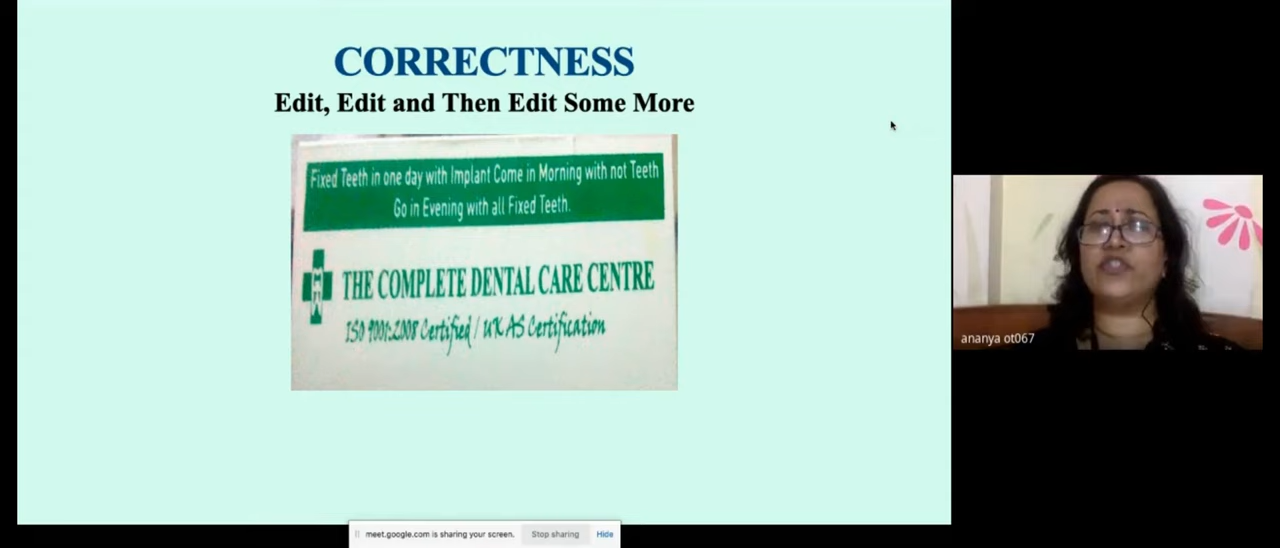 CORRECTNESS
Edit, Edit and Then Edit Some More
Fixed Teeth in one day with Implant Come in Morning with not Teeth
Go in Evening with all Fixed Teeth.
THE COMPLETE DENTAL CARE CENTRE
ISO 9001:2008 Certified / UK AS Certification
ananya ot067
meet.google.com is sharing your screen.
Stop sharing
Hide